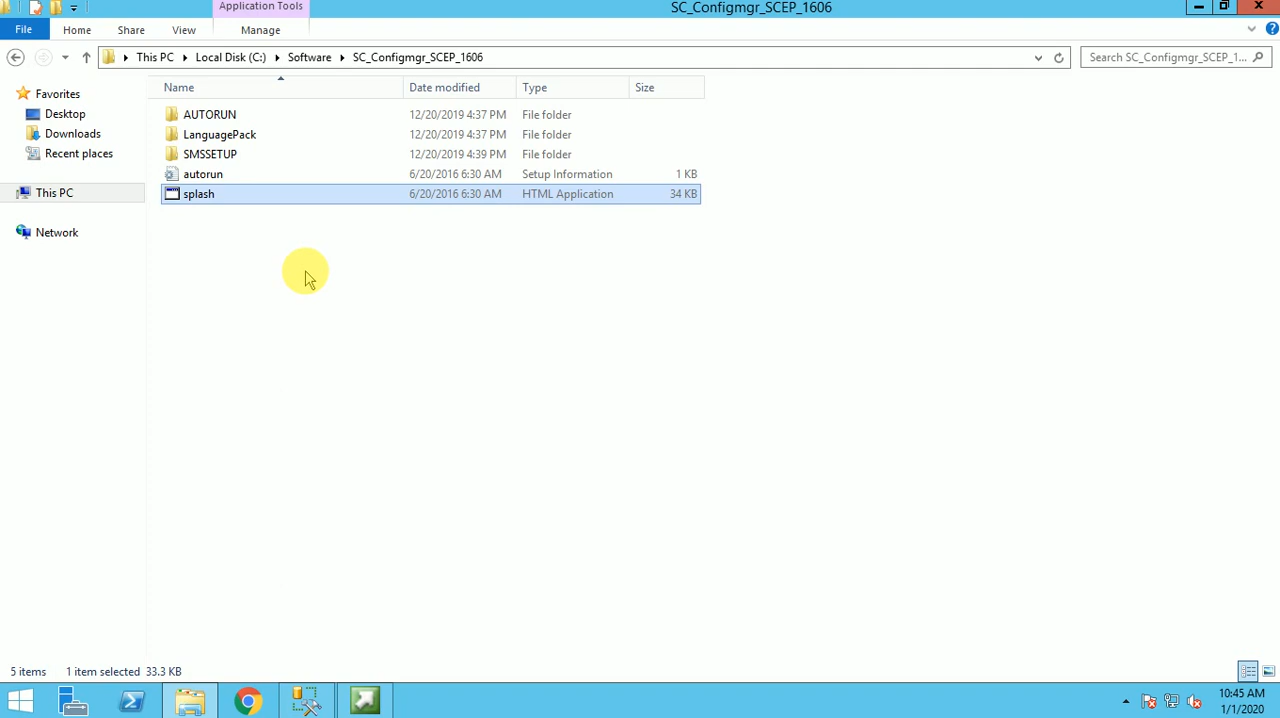 Application Tools
SC_Configmgr_SCEP_1606
File Home Share View Manage
This PC Local Disk (C:) Software SC_Configmgr_SCEP_1606
Search SC_Configmgr_SCEP_1...
Name Date modified Type Size
Favorites
Desktop
Downloads
Recent places
This PC
Network
AUTORUN 12/20/2019 4:37 PM File folder
LanguagePack 12/20/2019 4:37 PM File folder
SMSSETUP 12/20/2019 4:39 PM File folder
autorun 6/20/2016 6:30 AM Setup Information 1 KB
splash 6/20/2016 6:30 AM HTML Application 34 KB
5 items 1 item selected 33.3 KB
10:45 AM
1/1/2020